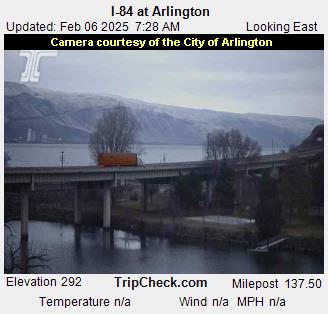 I-84 at Arlington
Updated: Feb 06 2025 7:28 AM Looking East
Camera courtesy of the City of Arlington
Elevation 292 TripCheck.com Milepost 137.50
Temperature n/a Wind n/a MPH n/a